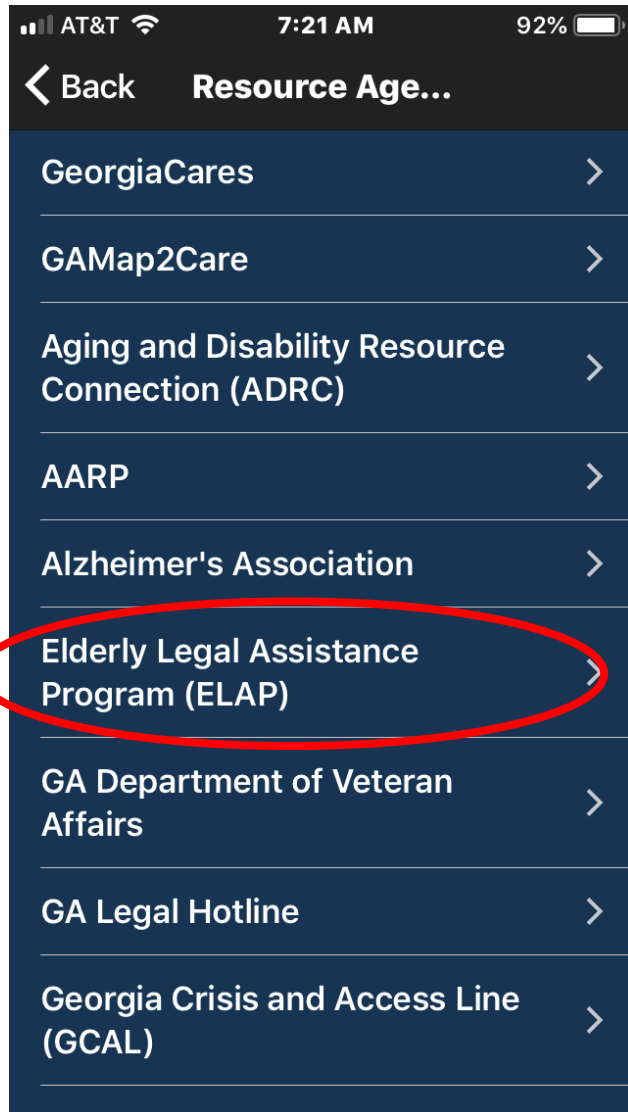 AT&T 7:21 AM 92%
Back Resource Age...
GeorgiaCares
GAMap2Care
Aging and Disability Resource
Connection (ADRC)
AARP
Alzheimer's Association
Elderly Legal Assistance
Program (ELAP)
GA Department of Veteran
Affairs
GA Legal Hotline
Georgia Crisis and Access Line
(GCAL)